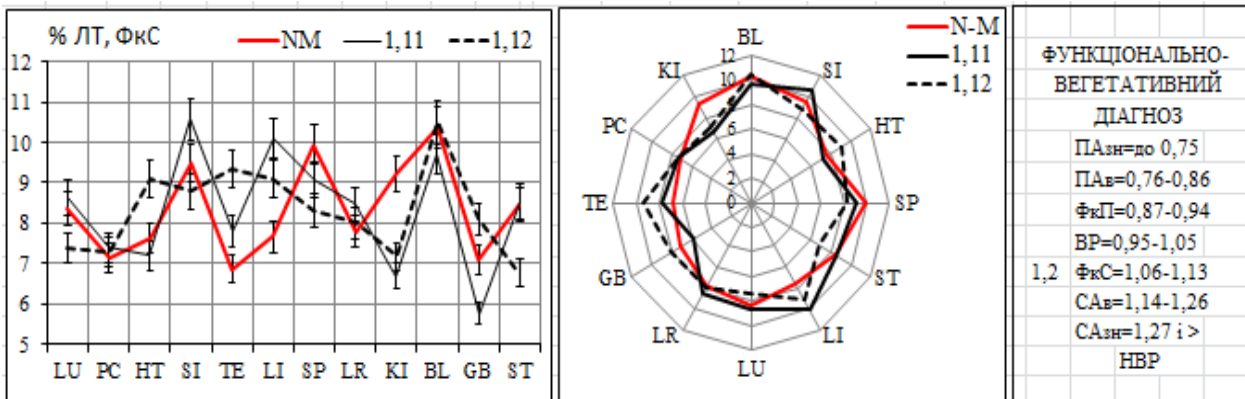 % ЛТ, ФкС
NM 1,11 1,12
12
11
10
9
8
7
6
5
LU PC HT SI TE LI SP LR KI BL GB ST
N-M
1,11
1,12
BL
SI
HT
SP
ST
LI
LU
LR
GB
TE
PC
KI
12
10
8
6
4
2
0
ФУНКЦІОНАЛЬНО-
ВЕГЕТАТИВНИЙ
ДІАГНОЗ
ПАзн=до 0,75
ПАв=0,76-0,86
ФкП=0,87-0,94
ВР=0,95-1,05
1,2 ФкС=1,06-1,13
САв=1,14-1,26
САзн=1,27 і >
НВР